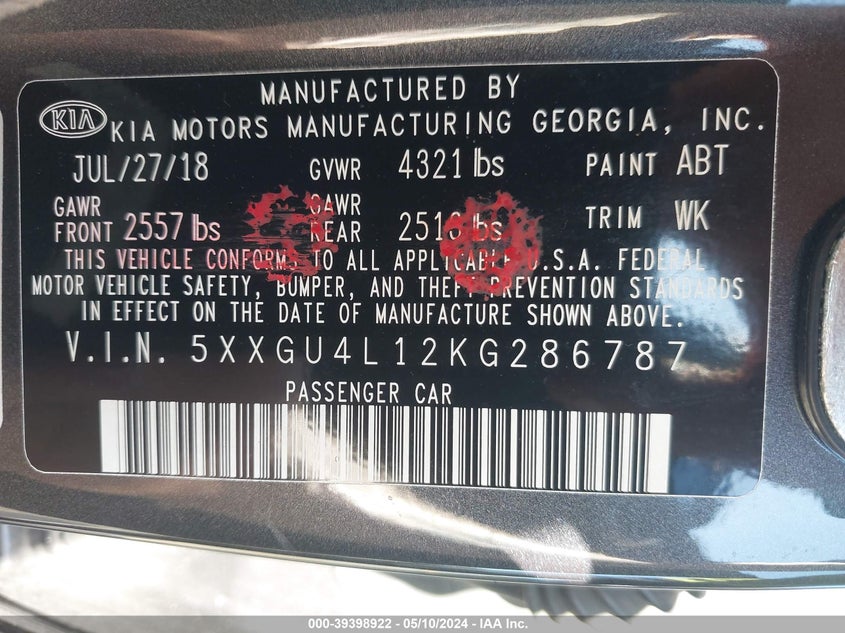 MANUFACTURED BY
KIA KIA MOTORS MANUFACTURING GEORGIA, INC.
JUL/27/18 GVWR 4321 lbs PAINT ABT
GAWR FRONT 2557 lbs GAWR REAR 2516 lbs TRIM WK
THIS VEHICLE CONFORMS TO ALL APPLICABLE U.S.A. FEDERAL
MOTOR VEHICLE SAFETY, BUMPER, AND THEFT PREVENTION STANDARDS
IN EFFECT ON THE DATE OF MANUFACTURE SHOWN ABOVE.
V.I.N. 5XXGU4L12KG286787
PASSENGER CAR
000-39398922 — 05/10/2024 — IAA Inc.